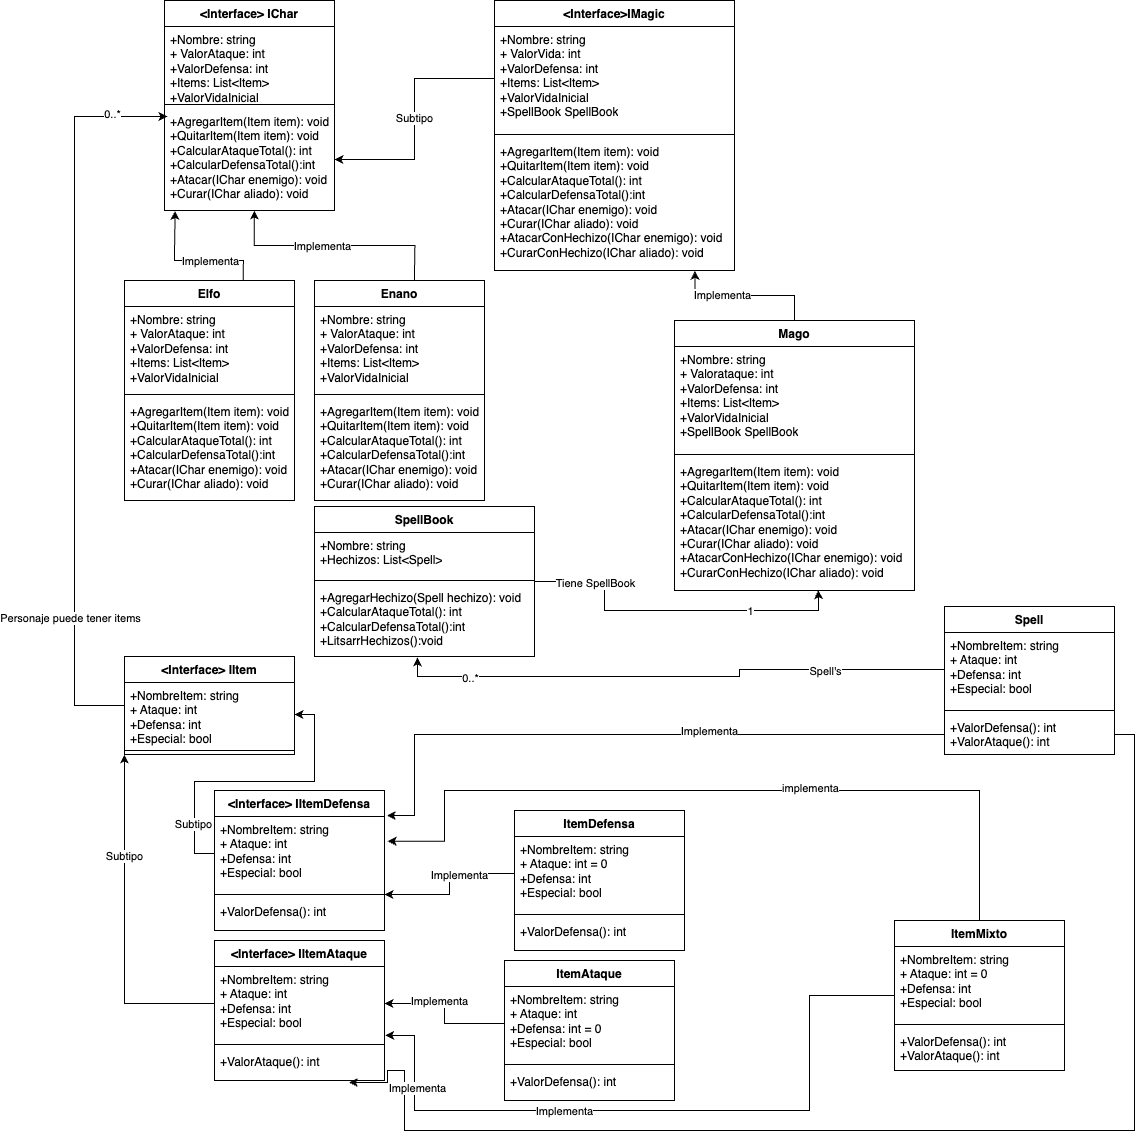 <Interface> IChar
+Nombre: string
+ ValorAtaque: int
+ValorDefensa: int
+Items: List<Item>
+ValorVidaInicial
+AgregarItem(Item item): void
+QuitarItem(Item item): void
+CalcularAtaqueTotal(): int
+CalcularDefensaTotal():int
+Atacar(IChar enemigo): void
+Curar(IChar aliado): void
<Interface>IMagic
+Nombre: string
+ ValorVida: int
+ValorDefensa: int
+Items: List<Item>
+ValorVidaInicial
+SpellBook SpellBook
+AgregarItem(Item item): void
+QuitarItem(Item item): void
+CalcularAtaqueTotal(): int
+CalcularDefensaTotal():int
+Atacar(IChar enemigo): void
+Curar(IChar aliado): void
+AtacarConHechizo(IChar enemigo): void
+CurarConHechizo(IChar aliado): void
0..*
Subtipo
Implementa
Implementa
Implementa
Elfo
+Nombre: string
+ ValorAtaque: int
+ValorDefensa: int
+Items: List<Item>
+ValorVidaInicial
+AgregarItem(Item item): void
+QuitarItem(Item item): void
+CalcularAtaqueTotal(): int
+CalcularDefensaTotal():int
+Atacar(IChar enemigo): void
+Curar(IChar aliado): void
Enano
+Nombre: string
+ ValorAtaque: int
+ValorDefensa: int
+Items: List<Item>
+ValorVidaInicial
+AgregarItem(Item item): void
+QuitarItem(Item item): void
+CalcularAtaqueTotal(): int
+CalcularDefensaTotal():int
+Atacar(IChar enemigo): void
+Curar(IChar aliado): void
Mago
+Nombre: string
+ Valorataque: int
+ValorDefensa: int
+Items: List<Item>
+ValorVidaInicial
+SpellBook SpellBook
+AgregarItem(Item item): void
+QuitarItem(Item item): void
+CalcularAtaqueTotal(): int
+CalcularDefensaTotal():int
+Atacar(IChar enemigo): void
+Curar(IChar aliado): void
+AtacarConHechizo(IChar enemigo): void
+CurarConHechizo(IChar aliado): void
SpellBook
+Nombre: string
+Hechizos: List<Spell>
+AgregarHechizo(Spell hechizo): void
+CalcularAtaqueTotal(): int
+CalcularDefensaTotal():int
+LitsarrHechizos():void
Tiene SpellBook
1
Personaje puede tener items
Spell
+NombreItem: string
+ Ataque: int
+Defensa: int
+Especial: bool
+ValorDefensa(): int
+ValorAtaque(): int
0..*
Spell's
<Interface> IItem
+NombreItem: string
+ Ataque: int
+Defensa: int
+Especial: bool
Implementa
implementa
Subtipo
Subtipo
<Interface> IItemDefensa
+NombreItem: string
+ Ataque: int
+Defensa: int
+Especial: bool
+ValorDefensa(): int
Implementa
ItemDefensa
+NombreItem: string
+ Ataque: int = 0
+Defensa: int
+Especial: bool
+ValorDefensa(): int
<Interface> IItemAtaque
+NombreItem: string
+ Ataque: int
+Defensa: int
+Especial: bool
+ValorAtaque(): int
Implementa
ItemAtaque
+NombreItem: string
+ Ataque: int
+Defensa: int = 0
+Especial: bool
+ValorDefensa(): int
ItemMixto
+NombreItem: string
+ Ataque: int = 0
+Defensa: int
+Especial: bool
+ValorDefensa(): int
+ValorAtaque(): int
Implementa
Implementa